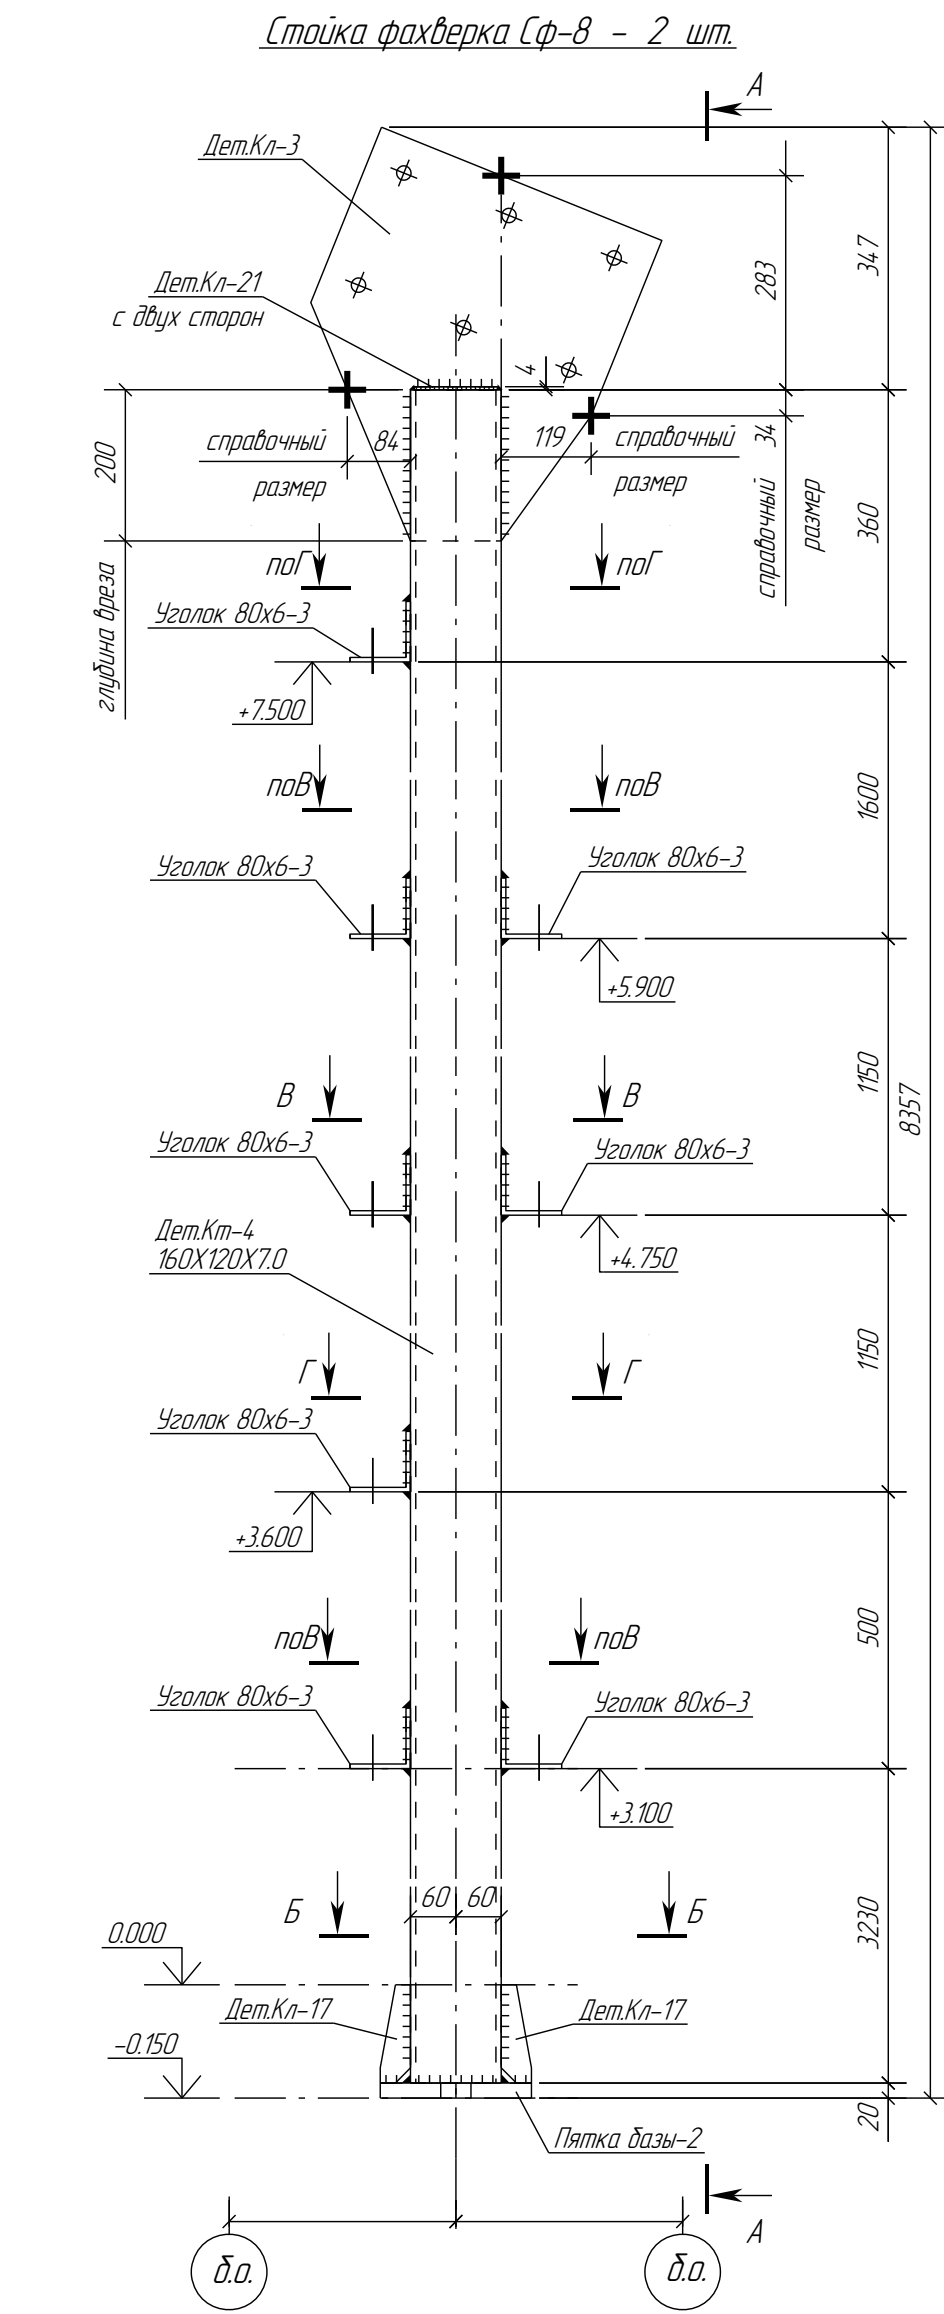 Стойка фахверка Сф-8 - 2 шт.
А
Дет.Кл-3
347
283
Дет.Кл-21
с двух сторон
4
справочный
размер
84
119
справочный
размер
34
справочный
размер
200
глубина вреза
360
поГ
поГ
Уголок 80х6-3
+7.500
поВ
поВ
1600
Уголок 80х6-3
Уголок 80х6-3
+5.900
В
В
1150
8357
Уголок 80х6-3
Уголок 80х6-3
Дет.Кт-4
160Х120Х7.0
+4.750
Г
Г
1150
Уголок 80х6-3
+3.600
поВ
поВ
500
Уголок 80х6-3
Уголок 80х6-3
+3.100
Б
60
60
Б
3230
0.000
Дет.Кл-17
Дет.Кл-17
-0.150
20
Пятка базы-2
А
б.о.
б.о.